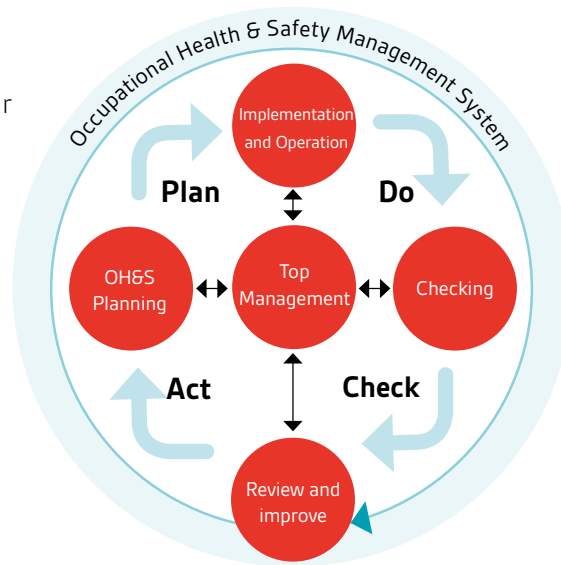 Occupational Health & Safety Management System
r
Implementation
and Operation
Plan
Do
OH&S
Planning
Top
Management
Checking
Act
Check
Review and
improve